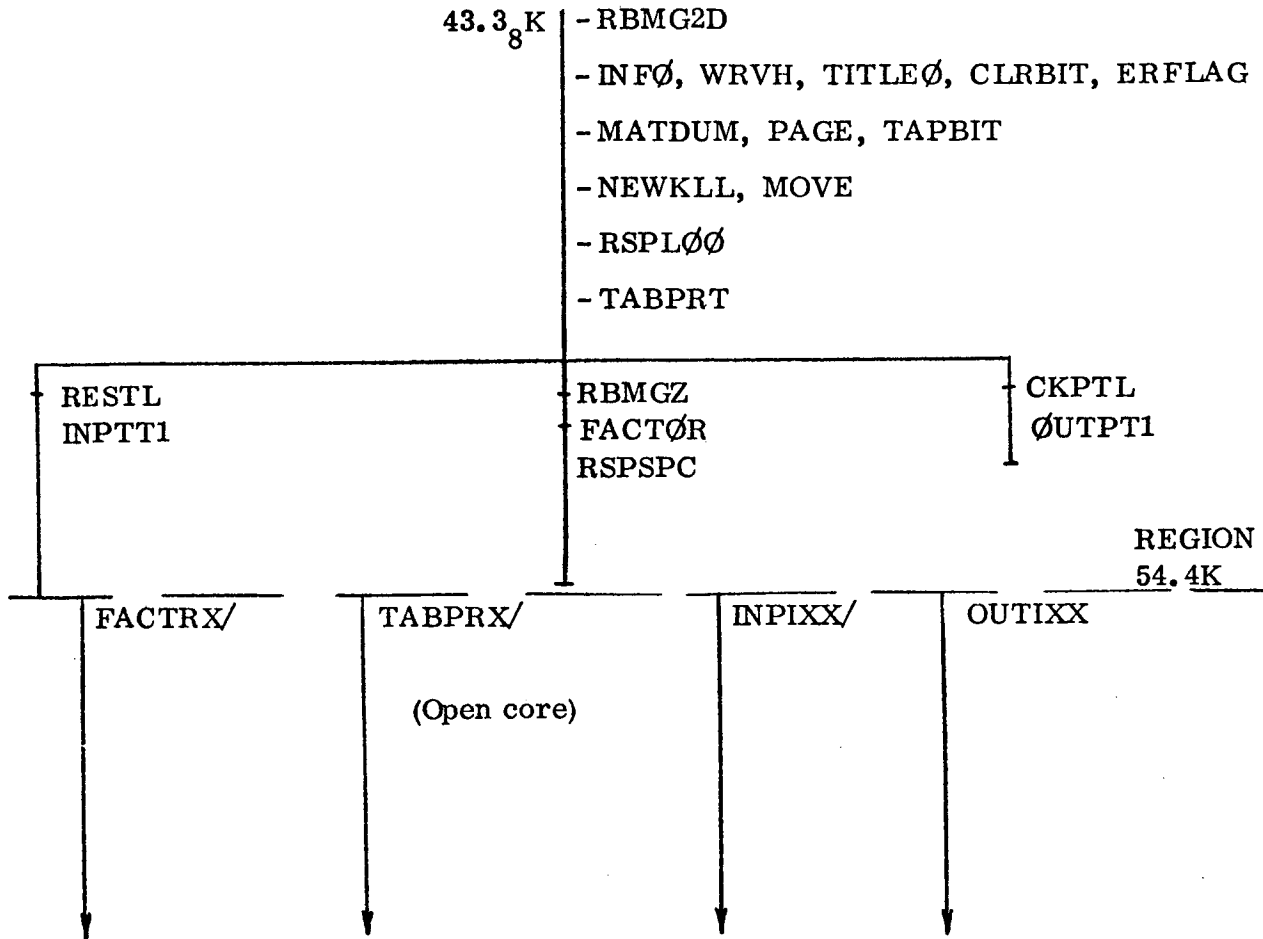 43.3₈K -RBMG2D
-INFØ, WRVH, TITLEØ, CLRBIT, ERFLAG
-MATDUM, PAGE, TAPBIT
-NEWKLL, MOVE
-RSPLØØ
-TABPRT
RESTL
INPTT1
RBMGZ
FACTØR
RSPSPC
CKPTL
ØUTPT1
REGION
54.4K
FACTRX/ TABPRX/ INPIXX/ OUTIXX
(Open core)